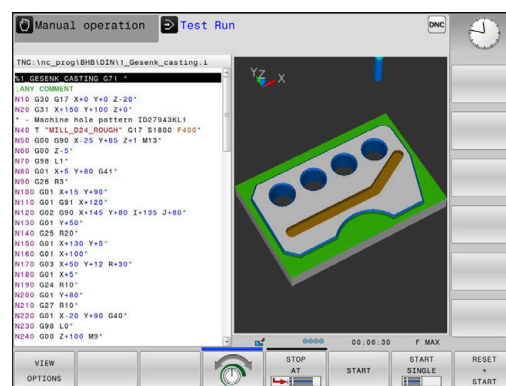 Manual operation
Test Run
DNC
TNC:\nc_prog\BHB\DIN\1_Gesenk_casting.i
%1_GESENK_CASTING G71 *
;ANY COMMENT
N10 G30 G17 X+0 Y+0 Z-20*
N20 G31 X+150 Y+100 Z+0*
* - Machine hole pattern ID27943KL1
N40 T "MILL_D24_ROUGH" G17 S1800 F400*
N50 G00 G90 X-25 Y+65 Z+1 M13*
N60 G00 Z-5*
N70 G98 L1*
N80 G01 X+5 Y+80 G41*
N90 G26 R3*
N100 G01 X+15 Y+90*
N110 G01 G91 X+120*
N120 G02 G90 X+145 Y+80 I+135 J+80*
N130 G01 Y+50*
N140 G25 R20*
N150 G01 X+130 Y+5*
N160 G01 X+100*
N170 G03 X+50 Y+12 R+30*
N180 G01 X+5*
N190 G24 R10*
N200 G01 Y+80*
N210 G27 R10*
N220 G01 X-20 Y+90 G40*
N230 G98 L0*
N240 G00 Z+100 M9*
Y Z X
00:06:30 F MAX
VIEW
OPTIONS
STOP
AT
START
START
SINGLE
RESET
+
START